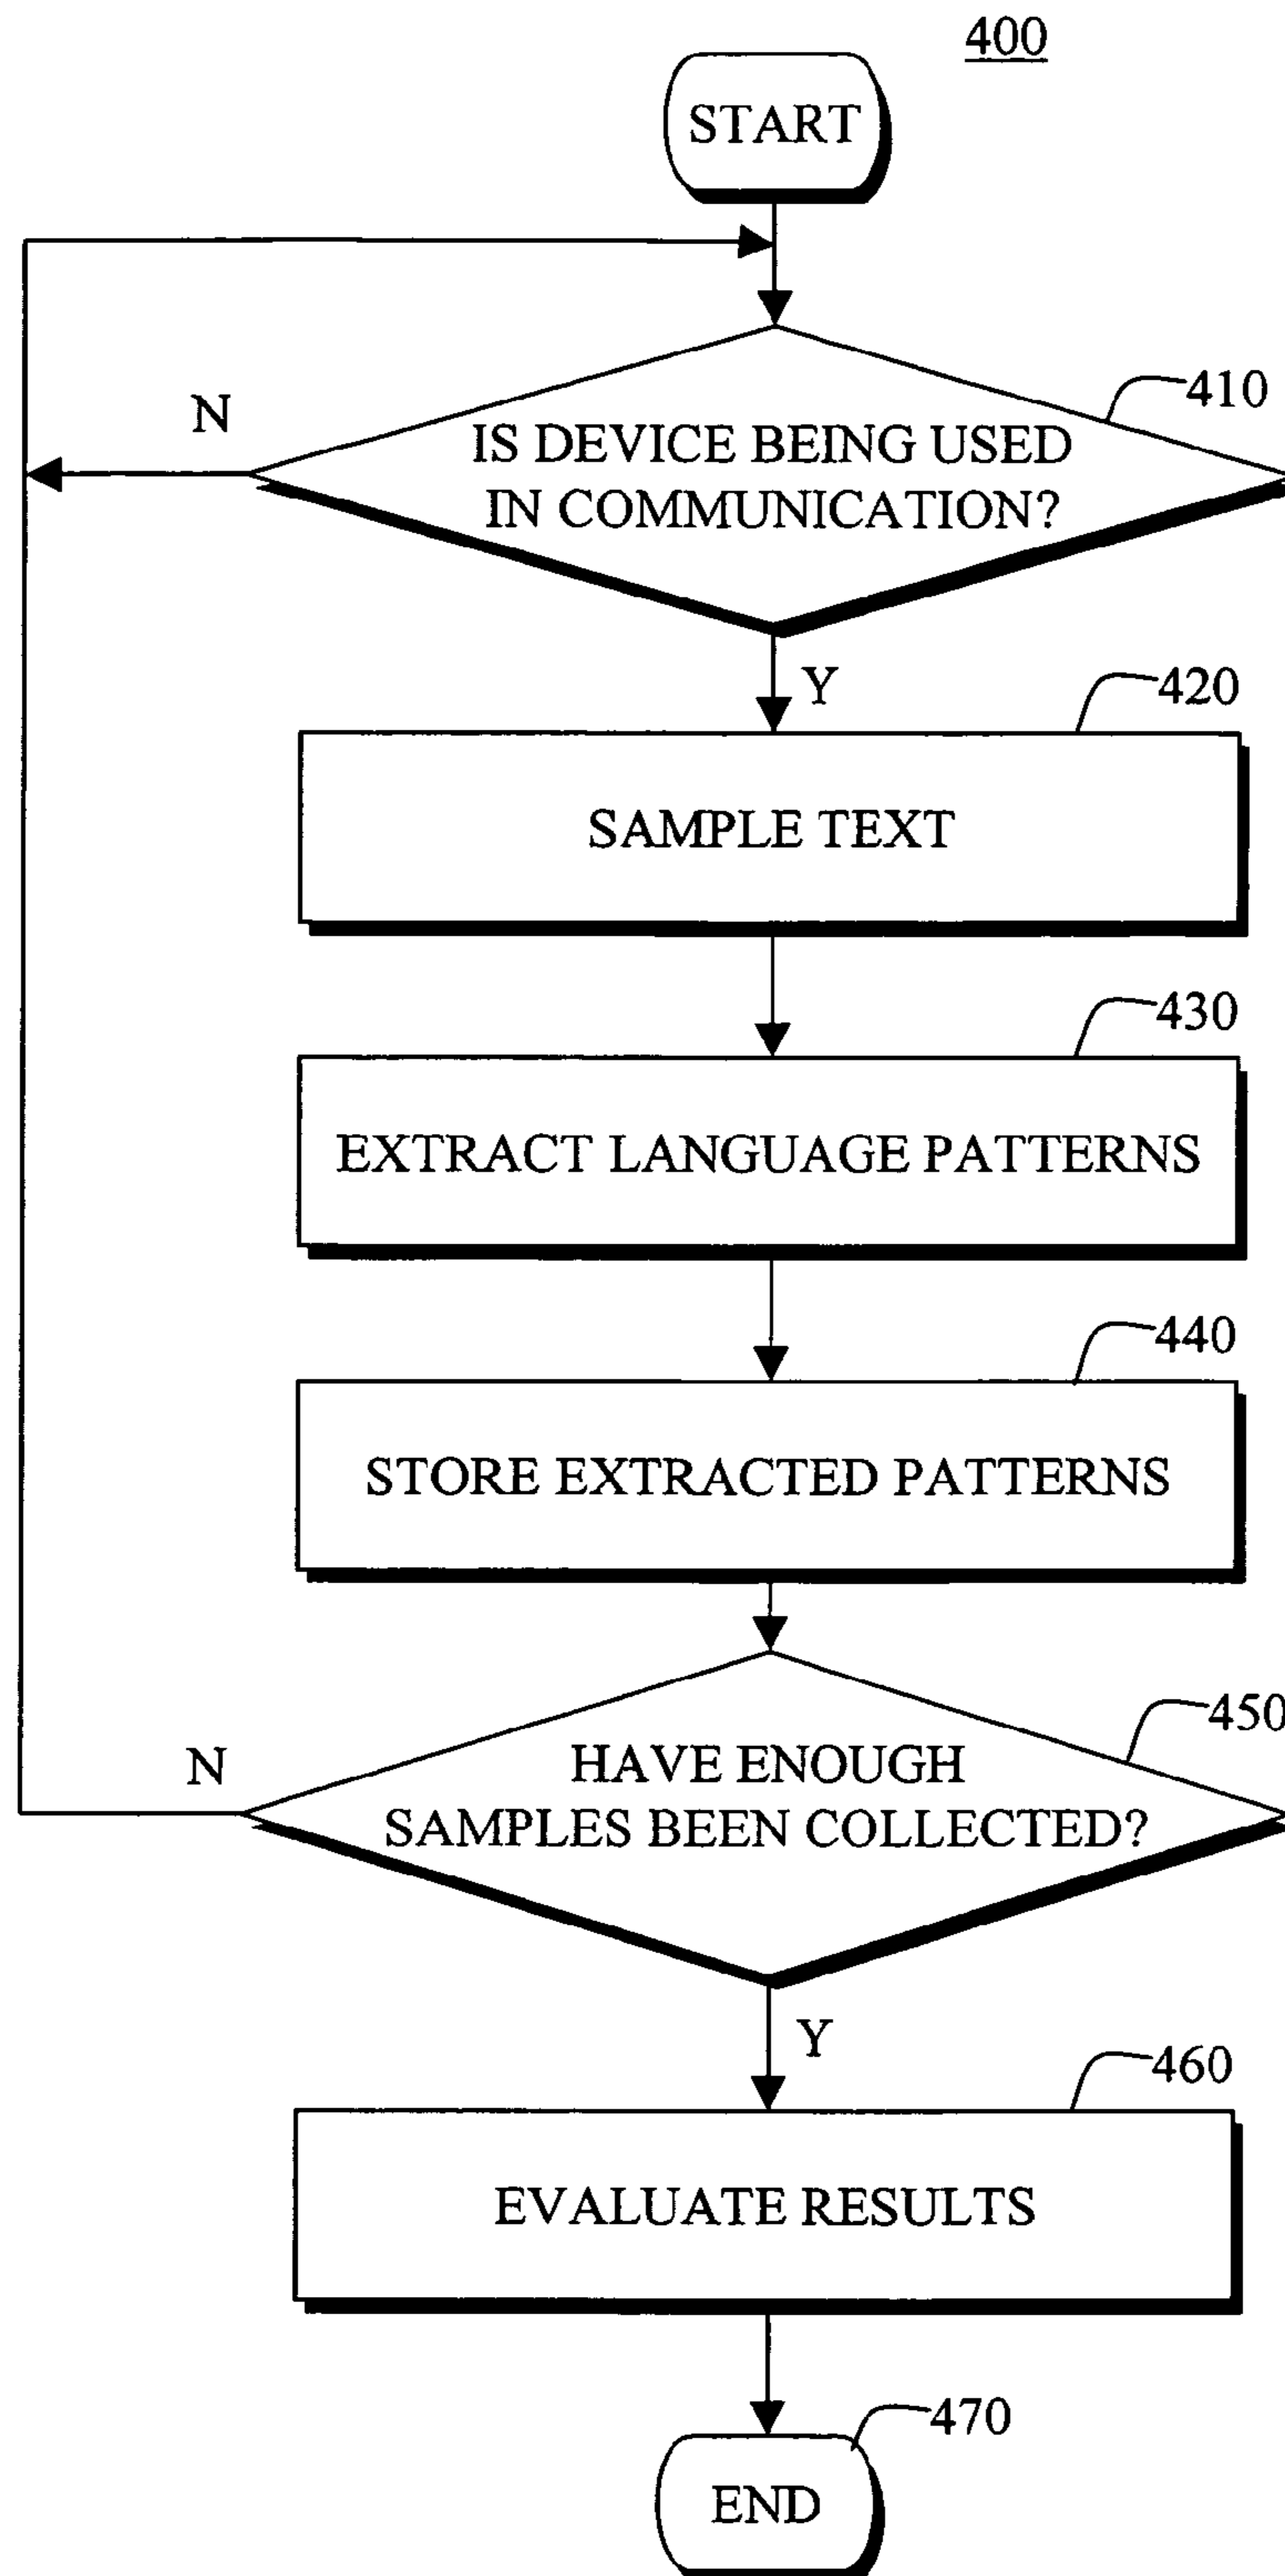 400
START
410
N
IS DEVICE BEING USED
IN COMMUNICATION?
Y
420
SAMPLE TEXT
430
EXTRACT LANGUAGE PATTERNS
440
STORE EXTRACTED PATTERNS
450
N
HAVE ENOUGH
SAMPLES BEEN COLLECTED?
Y
460
EVALUATE RESULTS
470
END